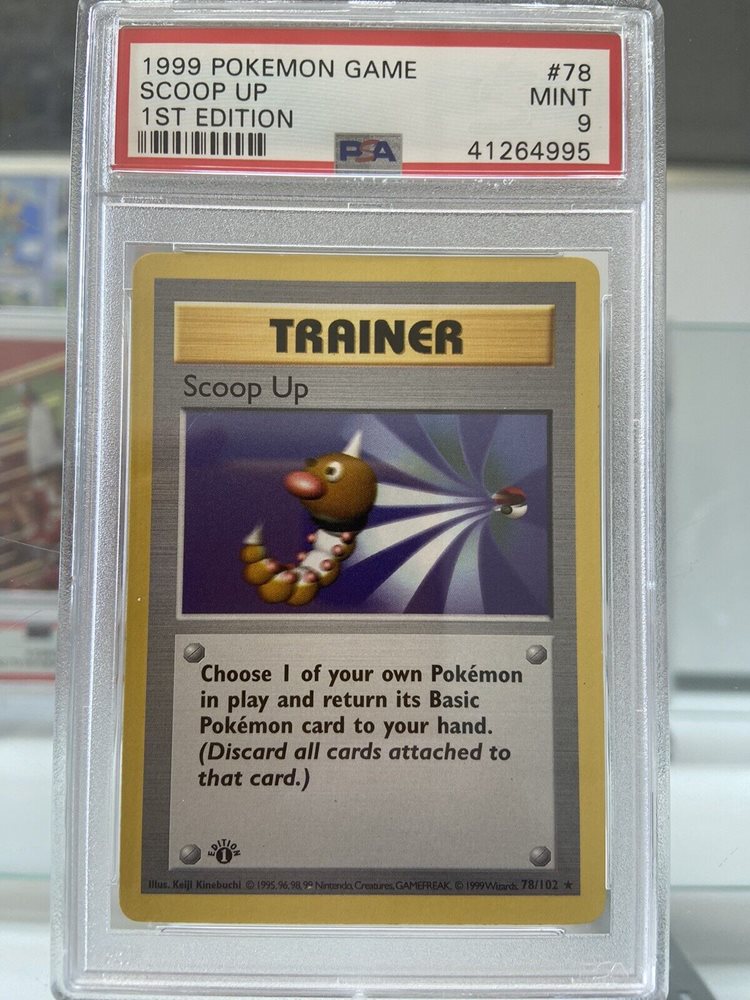 1999 POKEMON GAME #78
SCOOP UP MINT
1ST EDITION 9
PSA 41264995
TRAINER
Scoop Up
Choose 1 of your own Pokémon
in play and return its Basic
Pokémon card to your hand.
(Discard all cards attached to
that card.)
EDITION
1
Illus. Keiji Kinebuchi © 1995, 96, 98, 99 Nintendo, Creatures, GAMEFREAK. © 1999 Wizards. 78/102 ★